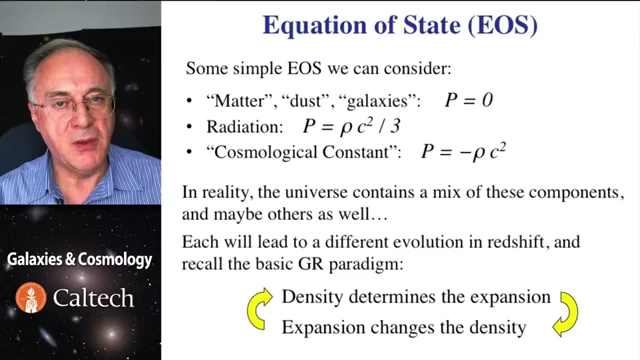 Equation of State (EOS)
Some simple EOS we can consider:
• “Matter”, “dust”, “galaxies”: P = 0
• Radiation: P = ρ c² / 3
• “Cosmological Constant”: P = −ρ c²
In reality, the universe contains a mix of these components,
and maybe others as well…
Each will lead to a different evolution in redshift, and
recall the basic GR paradigm:
Density determines the expansion
Expansion changes the density
Galaxies & Cosmology
Caltech